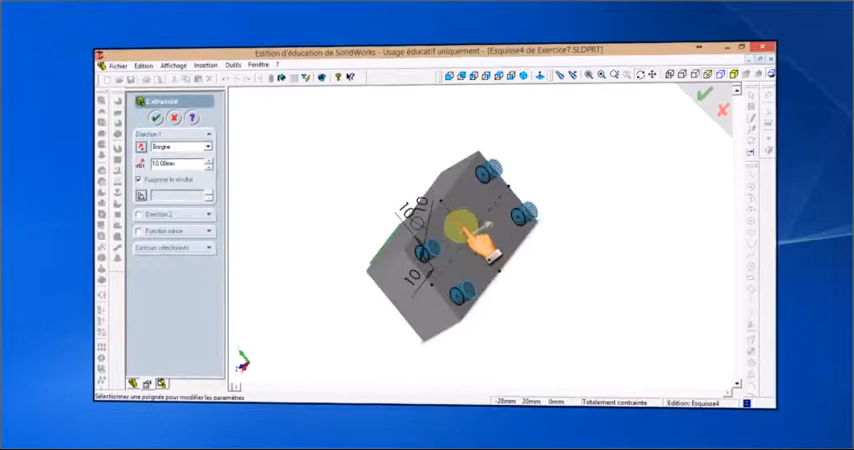 Edition d'éducation de SolidWorks - Usage éducatif uniquement - [Esquisse4 de Exercice7.SLDPRT]
Fichier Edition Affichage Insertion Outils Fenêtre ?
Extrusion
Direction 1
Borgne
10.00mm
Fusionner le résultat
Direction 2
Fonction mince
Contours sélectionnés
10
10
10
Sélectionnez une poignée pour modifier les paramètres
-28mm 20mm 0mm Totalement contrainte Edition: Esquisse4